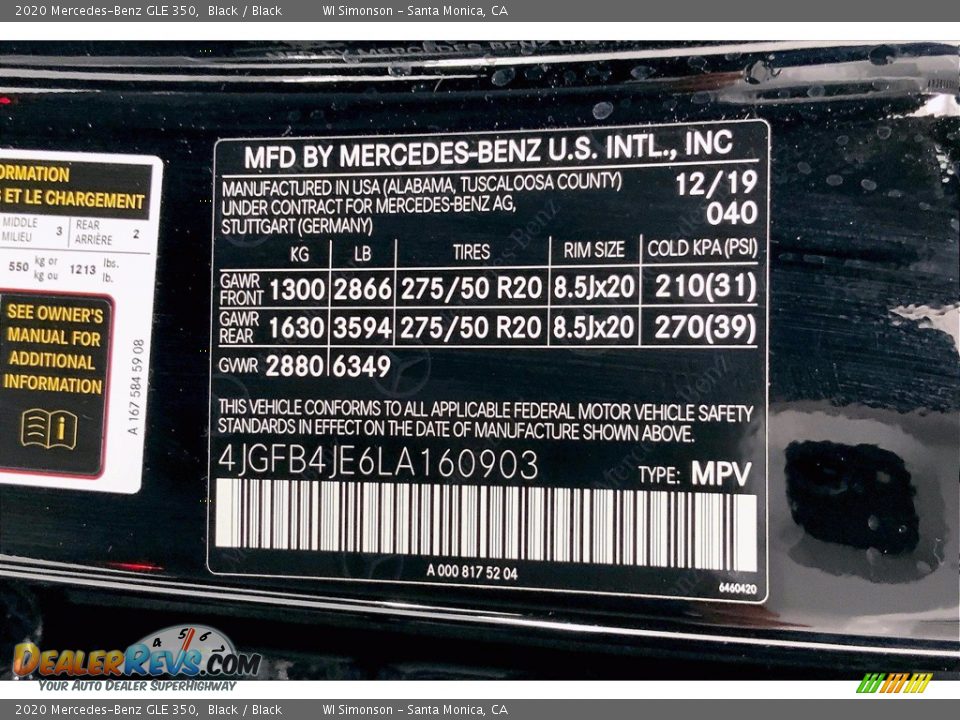 2020 Mercedes-Benz GLE 350, Black / Black WI Simonson - Santa Monica, CA
ORMATION
S ET LE CHARGEMENT
MIDDLE MILIEU 3 REAR ARRIÈRE 2
550 kg or kg ou 1213 lbs. lb.
SEE OWNER'S
MANUAL FOR
ADDITIONAL
INFORMATION
A 167 584 59 08
MFD BY MERCEDES-BENZ U.S. INTL., INC
MANUFACTURED IN USA (ALABAMA, TUSCALOOSA COUNTY) 12/19
UNDER CONTRACT FOR MERCEDES-BENZ AG, 040
STUTTGART (GERMANY)
KG LB TIRES RIM SIZE COLD KPA (PSI)
GAWR FRONT 1300 2866 275/50 R20 8.5Jx20 210(31)
GAWR REAR 1630 3594 275/50 R20 8.5Jx20 270(39)
GVWR 2880 6349
THIS VEHICLE CONFORMS TO ALL APPLICABLE FEDERAL MOTOR VEHICLE SAFETY
STANDARDS IN EFFECT ON THE DATE OF MANUFACTURE SHOWN ABOVE.
4JGFB4JE6LA160903 TYPE: MPV
A 000 817 52 04
6460420
4 5 6
DEALERREVS.COM
YOUR AUTO DEALER SUPERHIGHWAY
2020 Mercedes-Benz GLE 350, Black / Black WI Simonson - Santa Monica, CA